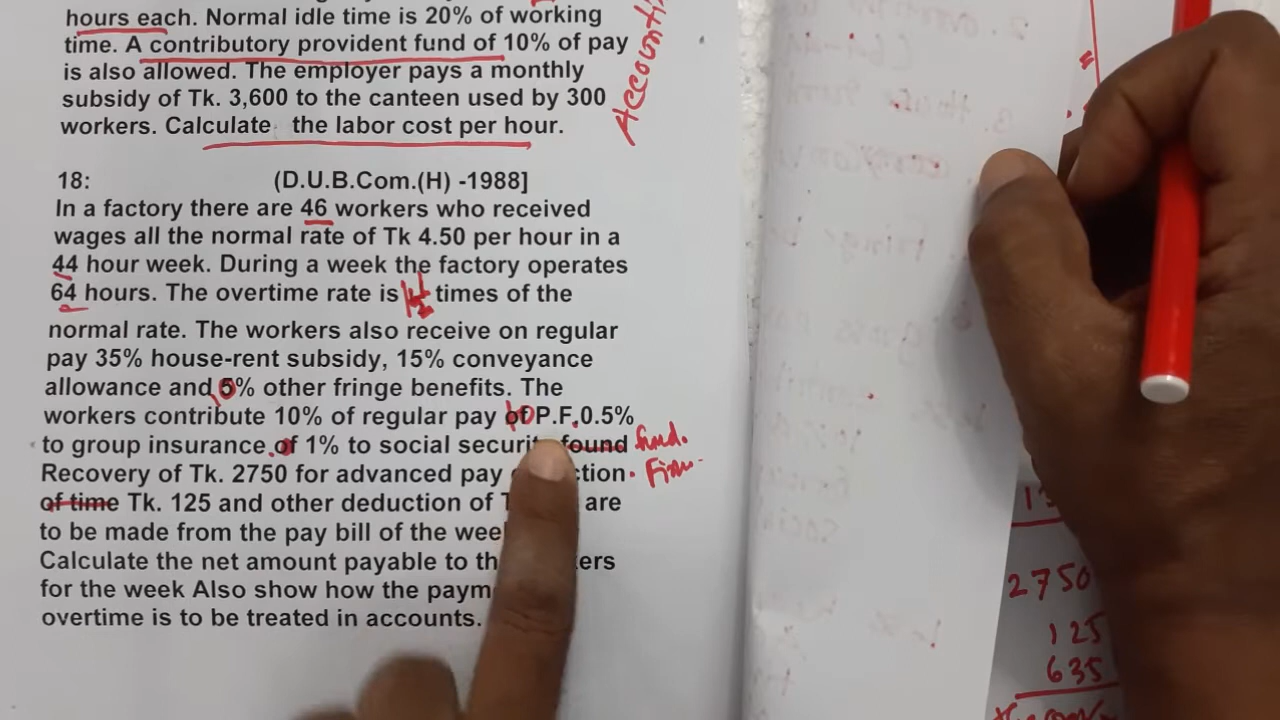 hours each. Normal idle time is 20% of working
time. A contributory provident fund of 10% of pay
is also allowed. The employer pays a monthly
subsidy of Tk. 3,600 to the canteen used by 300
workers. Calculate the labor cost per hour.
18: (D.U.B.Com.(H) -1988]
In a factory there are 46 workers who received
wages all the normal rate of Tk 4.50 per hour in a
44 hour week. During a week the factory operates
64 hours. The overtime rate is 1½ times of the
normal rate. The workers also receive on regular
pay 35% house-rent subsidy, 15% conveyance
allowance and 5% other fringe benefits. The
workers contribute 10% of regular pay to P.F.0.5%
to group insurance of 1% to social found fund.
Recovery of Tk. 2750 for advanced pay Fine
of time Tk. 125 and other deduction of are
to be made from the pay bill of the
Calculate the net amount payable to
for the week Also show how the
overtime is to be treated in accounts.
2750
125
635